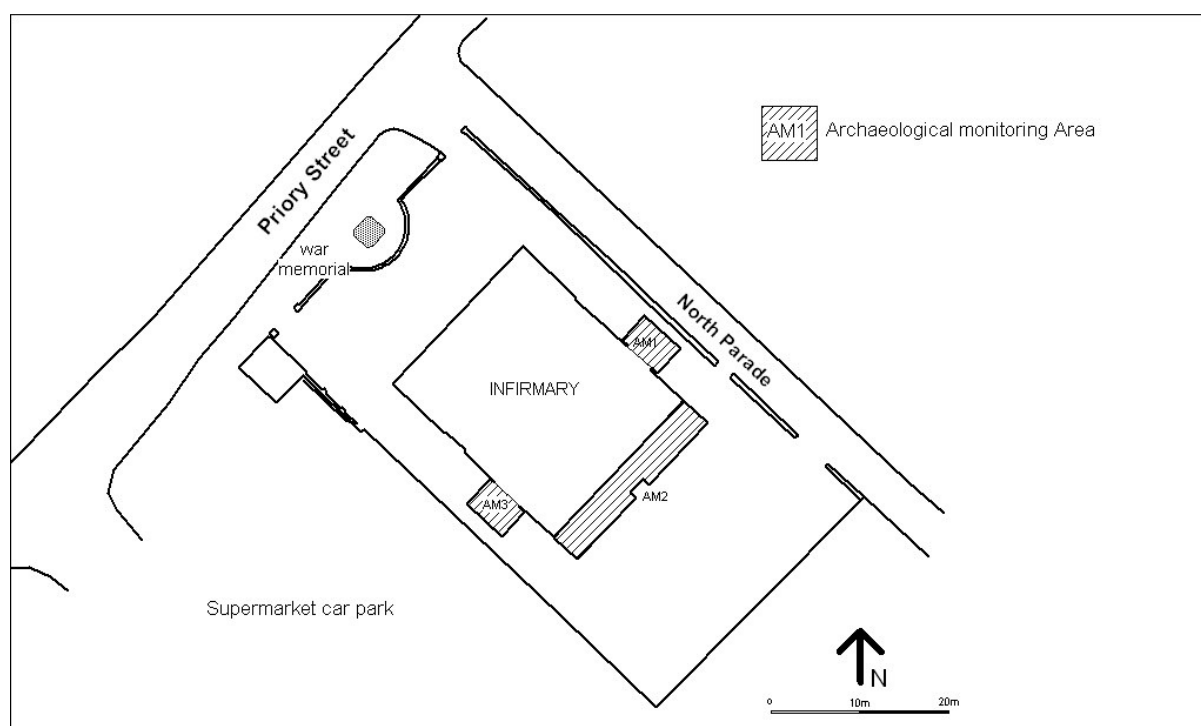 AM1
Archaeological monitoring Area
Priory Street
war
memorial
North Parade
AM1
INFIRMARY
AM2
AM3
Supermarket car park
N
0 10m 20m